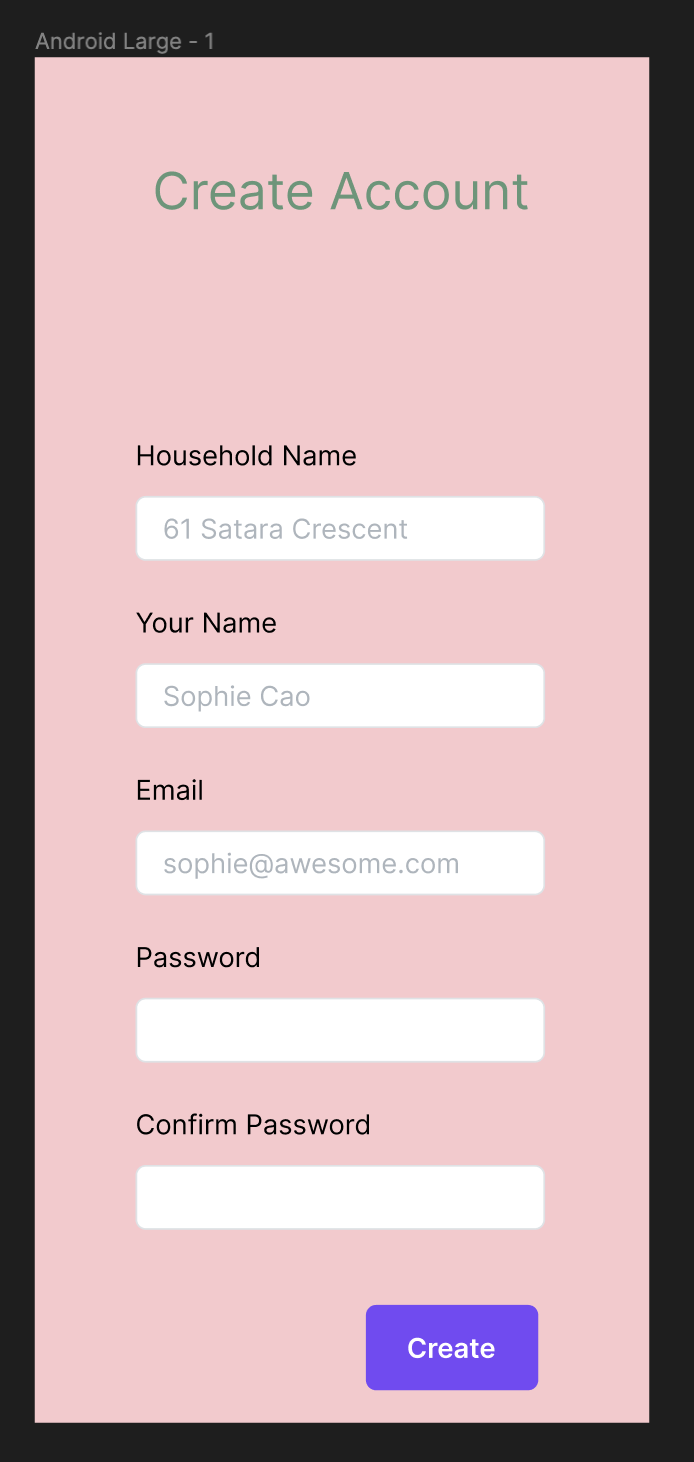 Android Large - 1
Create Account
Household Name
61 Satara Crescent
Your Name
Sophie Cao
Email
sophie@awesome.com
Password
Confirm Password
Create